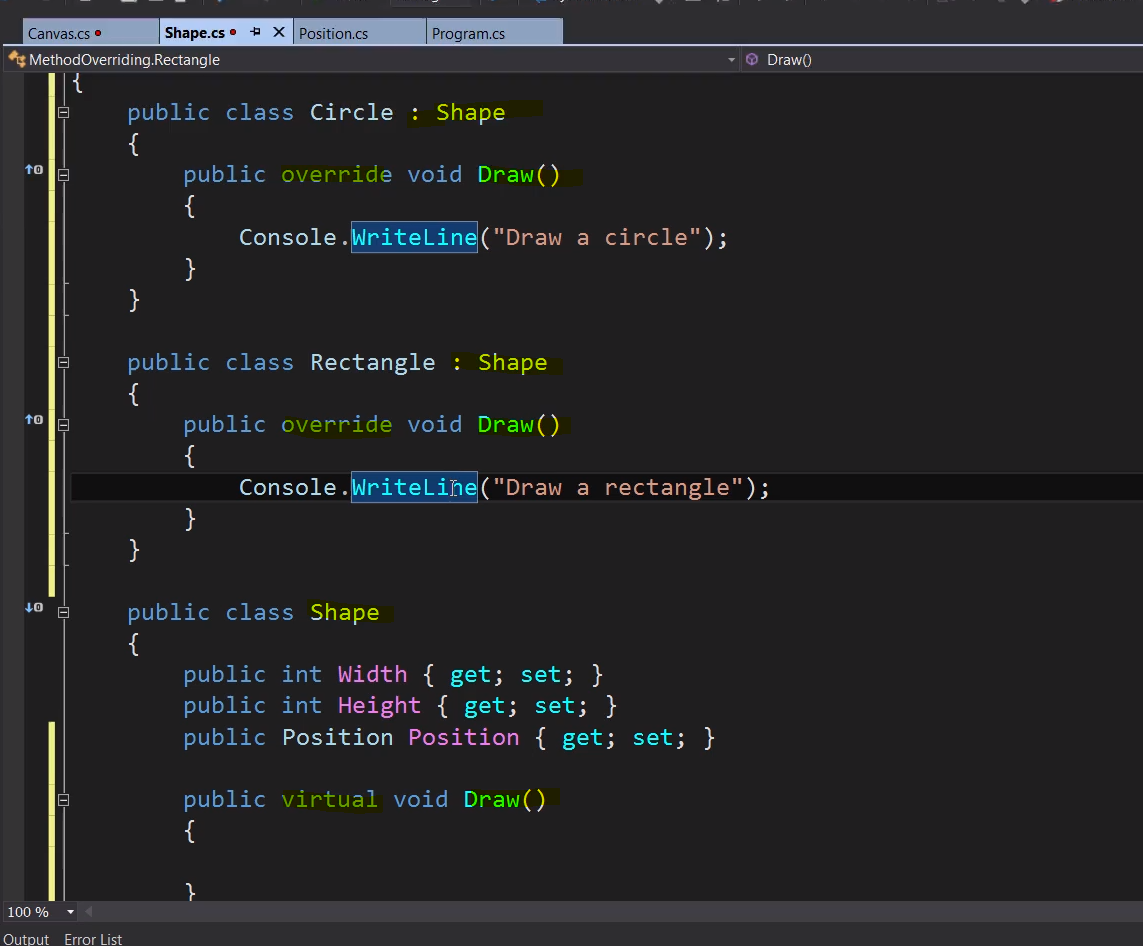 Canvas.cs Shape.cs Position.cs Program.cs
MethodOverriding.Rectangle Draw()
{
public class Circle : Shape
{
public override void Draw()
{
Console.WriteLine("Draw a circle");
}
}
public class Rectangle : Shape
{
public override void Draw()
{
Console.WriteLine("Draw a rectangle");
}
}
public class Shape
{
public int Width { get; set; }
public int Height { get; set; }
public Position Position { get; set; }
public virtual void Draw()
{
}
100 %
Output Error List